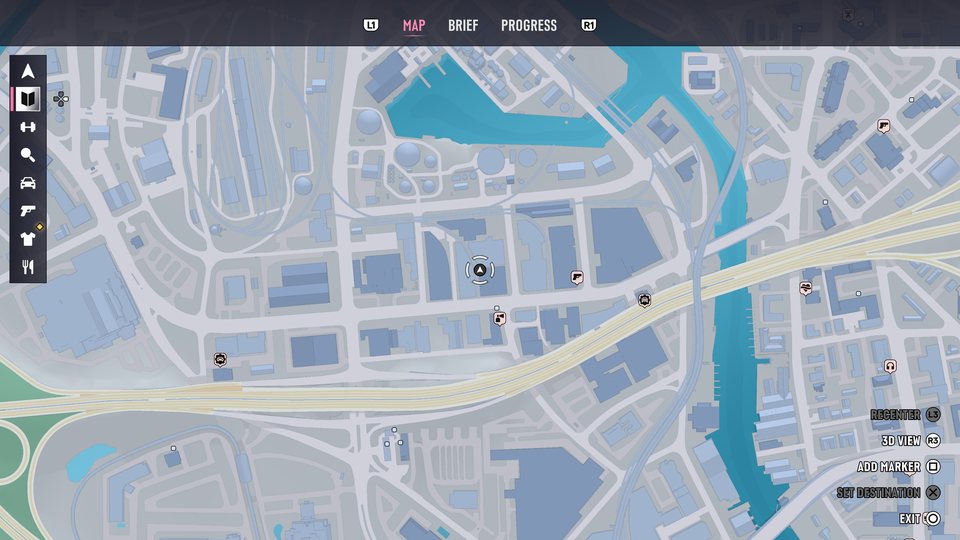 L1 MAP BRIEF PROGRESS R1
RECENTER L3
3D VIEW R3
ADD MARKER
SET DESTINATION
EXIT